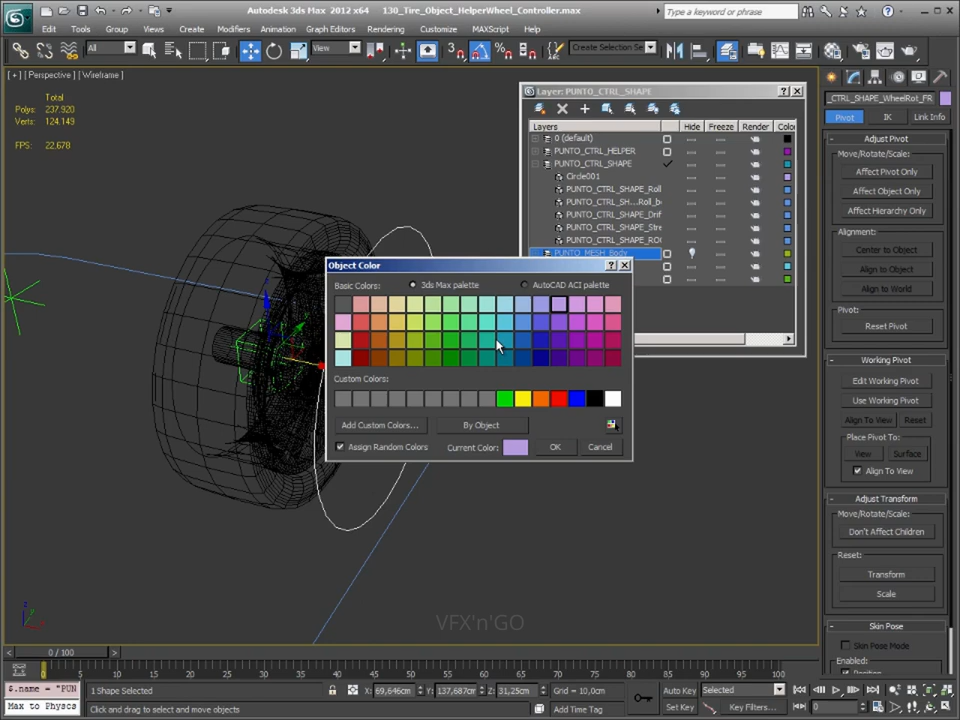 Autodesk 3ds Max 2012 x64    130_Tire_Object_HelperWheel_Controller.max
Type a keyword or phrase
Edit Tools Group Views Create Modifiers Animation Graph Editors Rendering Customize MAXScript Help
All View Create Selection Se
[ + ] [ Perspective ] [ Wireframe ]
Total
Polys: 237.920
Verts: 124.149
FPS: 22,678
Layer: PUNTO_CTRL_SHAPE
Layers Hide Freeze Render Color
0 (default)
PUNTO_CTRL_HELPER
PUNTO_CTRL_SHAPE
Circle001
PUNTO_CTRL_SHAPE_Roll
PUNTO_CTRL_SH...Roll_b
PUNTO_CTRL_SHAPE_Drif
PUNTO_CTRL_SHAPE_Stre
PUNTO_CTRL_SHAPE_RO
PUNTO_MESH_Body
Object Color
Basic Colors: 3ds Max palette AutoCAD ACI palette
Custom Colors:
Add Custom Colors... By Object
Assign Random Colors Current Color: OK Cancel
_CTRL_SHAPE_WheelRot_FR
Pivot IK Link Info
Adjust Pivot
Move/Rotate/Scale:
Affect Pivot Only
Affect Object Only
Affect Hierarchy Only
Alignment:
Center to Object
Align to Object
Align to World
Pivot:
Reset Pivot
Working Pivot
Edit Working Pivot
Use Working Pivot
Align To View Reset
Place Pivot To:
View Surface
Align To View
Adjust Transform
Move/Rotate/Scale:
Don't Affect Children
Reset:
Transform
Scale
Skin Pose
Skin Pose Mode
Enabled:
VFX'n'GO
0 / 100
0 5 10 15 20 25 30 35 40 45 50 55 60 65 70 75 80 85 90 95 100
$.name = "PUN
Max to Physcs
1 Shape Selected
X: 69,646cm Y: 137,687cm Z: 31,25cm Grid = 10,0cm
Click and drag to select and move objects
Add Time Tag
Auto Key Selected
Set Key Key Filters... 0